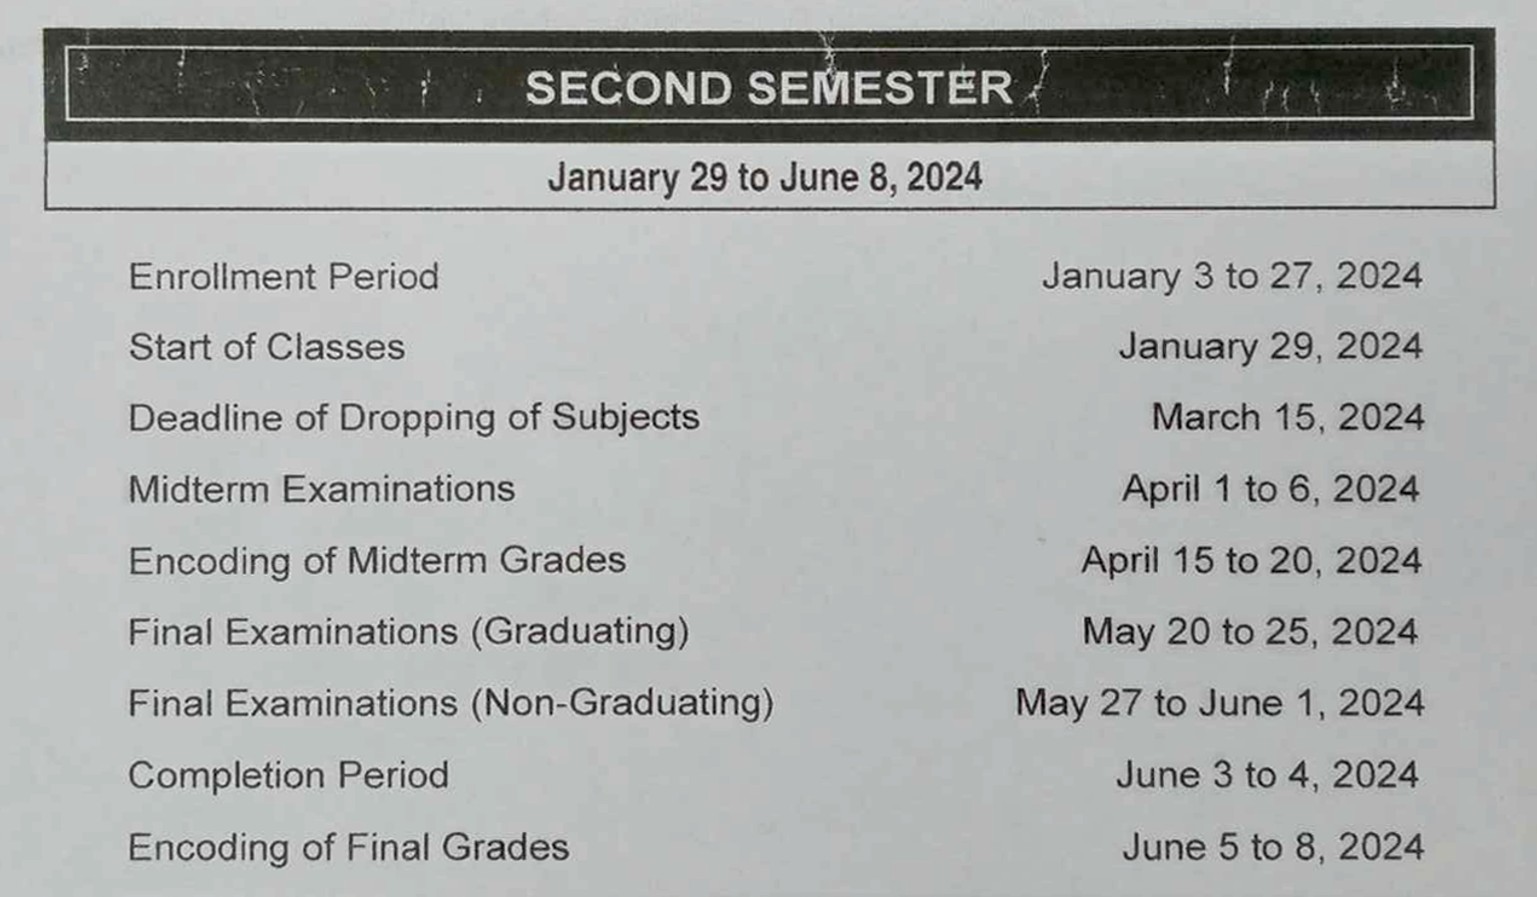 SECOND SEMESTER
January 29 to June 8, 2024
Enrollment Period January 3 to 27, 2024
Start of Classes January 29, 2024
Deadline of Dropping of Subjects March 15, 2024
Midterm Examinations April 1 to 6, 2024
Encoding of Midterm Grades April 15 to 20, 2024
Final Examinations (Graduating) May 20 to 25, 2024
Final Examinations (Non-Graduating) May 27 to June 1, 2024
Completion Period June 3 to 4, 2024
Encoding of Final Grades June 5 to 8, 2024